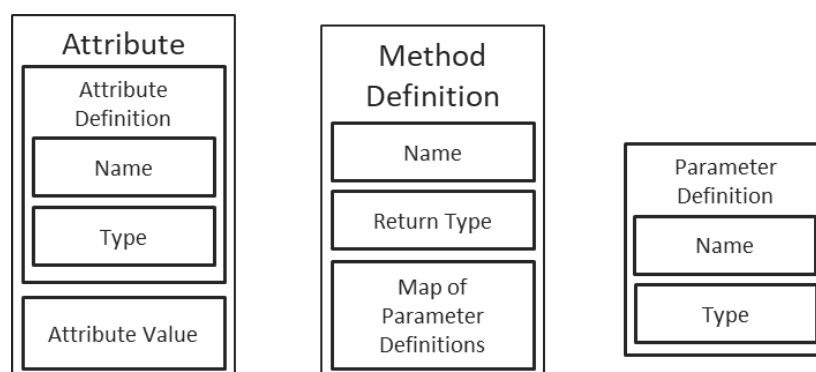 Attribute
Attribute
Definition
Name
Type
Attribute Value
Method
Definition
Name
Return Type
Map of
Parameter
Definitions
Parameter
Definition
Name
Type